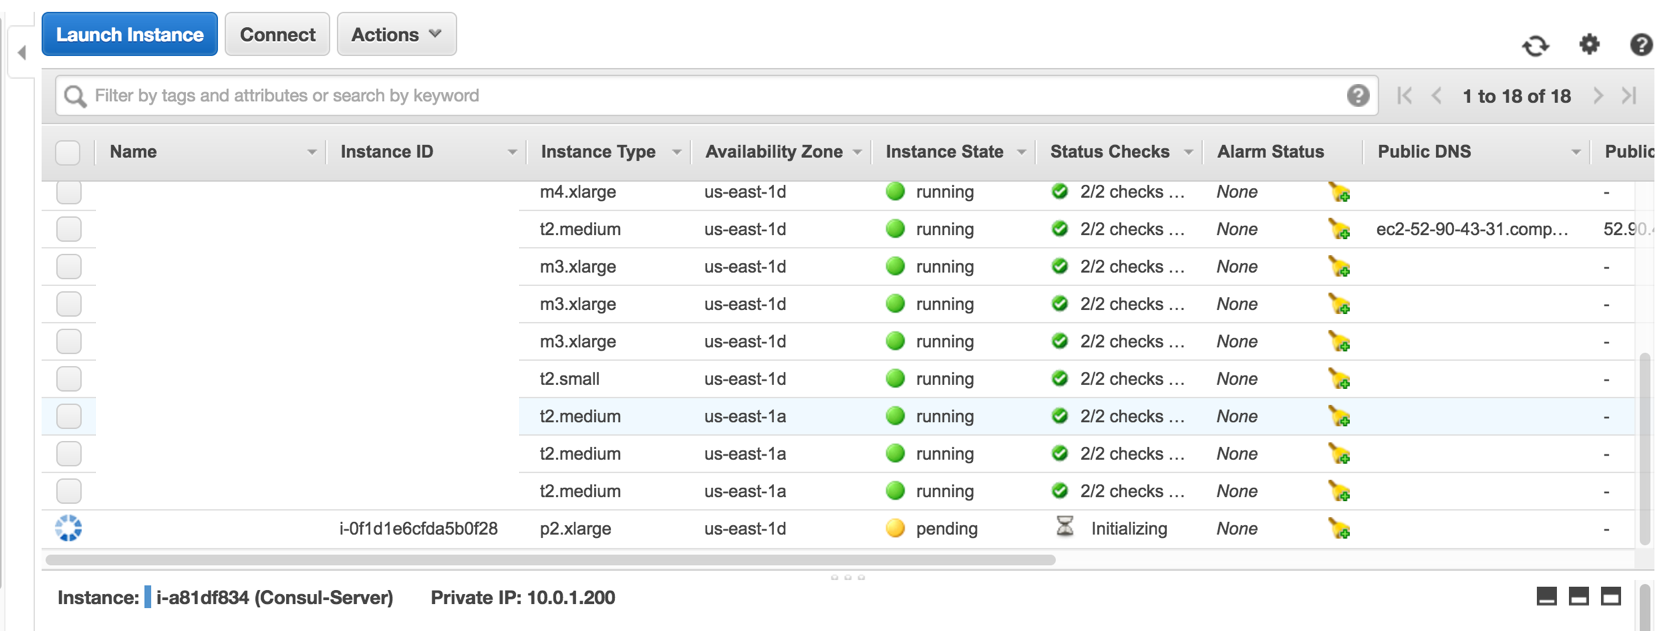 Launch Instance Connect Actions
Filter by tags and attributes or search by keyword 1 to 18 of 18
Name Instance ID Instance Type Availability Zone Instance State Status Checks Alarm Status Public DNS Public
m4.xlarge us-east-1d running 2/2 checks ... None -
t2.medium us-east-1d running 2/2 checks ... None ec2-52-90-43-31.comp... 52.90.
m3.xlarge us-east-1d running 2/2 checks ... None -
m3.xlarge us-east-1d running 2/2 checks ... None -
m3.xlarge us-east-1d running 2/2 checks ... None -
t2.small us-east-1d running 2/2 checks ... None -
t2.medium us-east-1a running 2/2 checks ... None -
t2.medium us-east-1a running 2/2 checks ... None -
t2.medium us-east-1a running 2/2 checks ... None -
i-0f1d1e6cfda5b0f28 p2.xlarge us-east-1d pending Initializing None -
Instance: i-a81df834 (Consul-Server) Private IP: 10.0.1.200